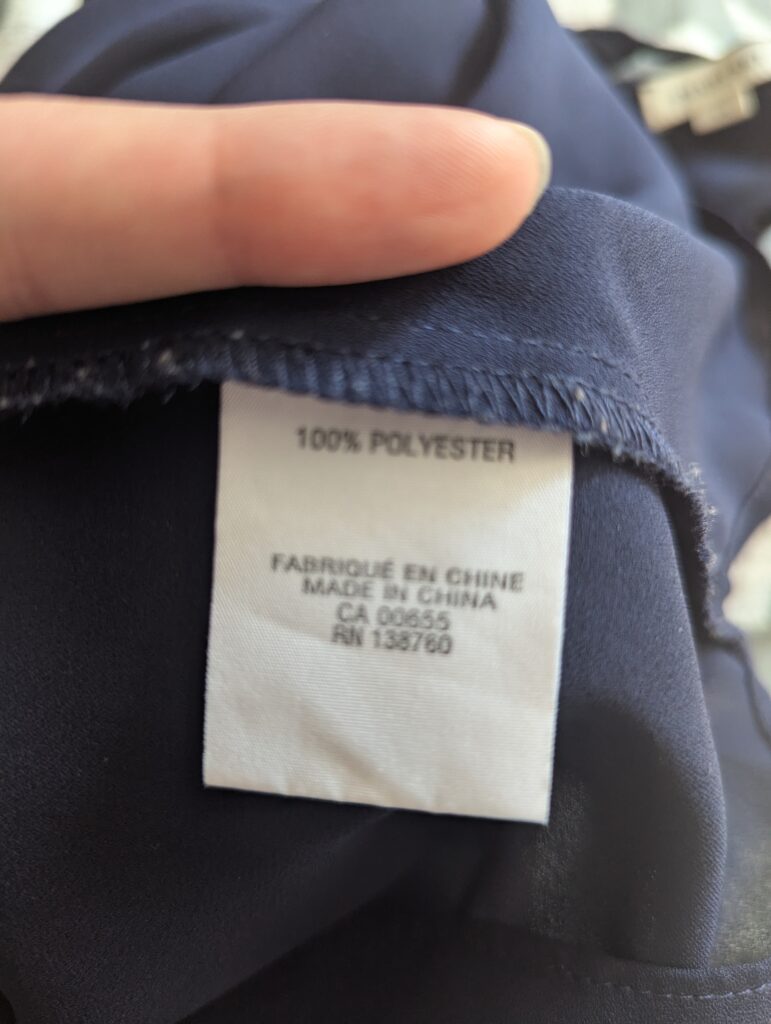 100% POLYESTER
FABRIQUÉ EN CHINE
MADE IN CHINA
CA 00655
RN 138760